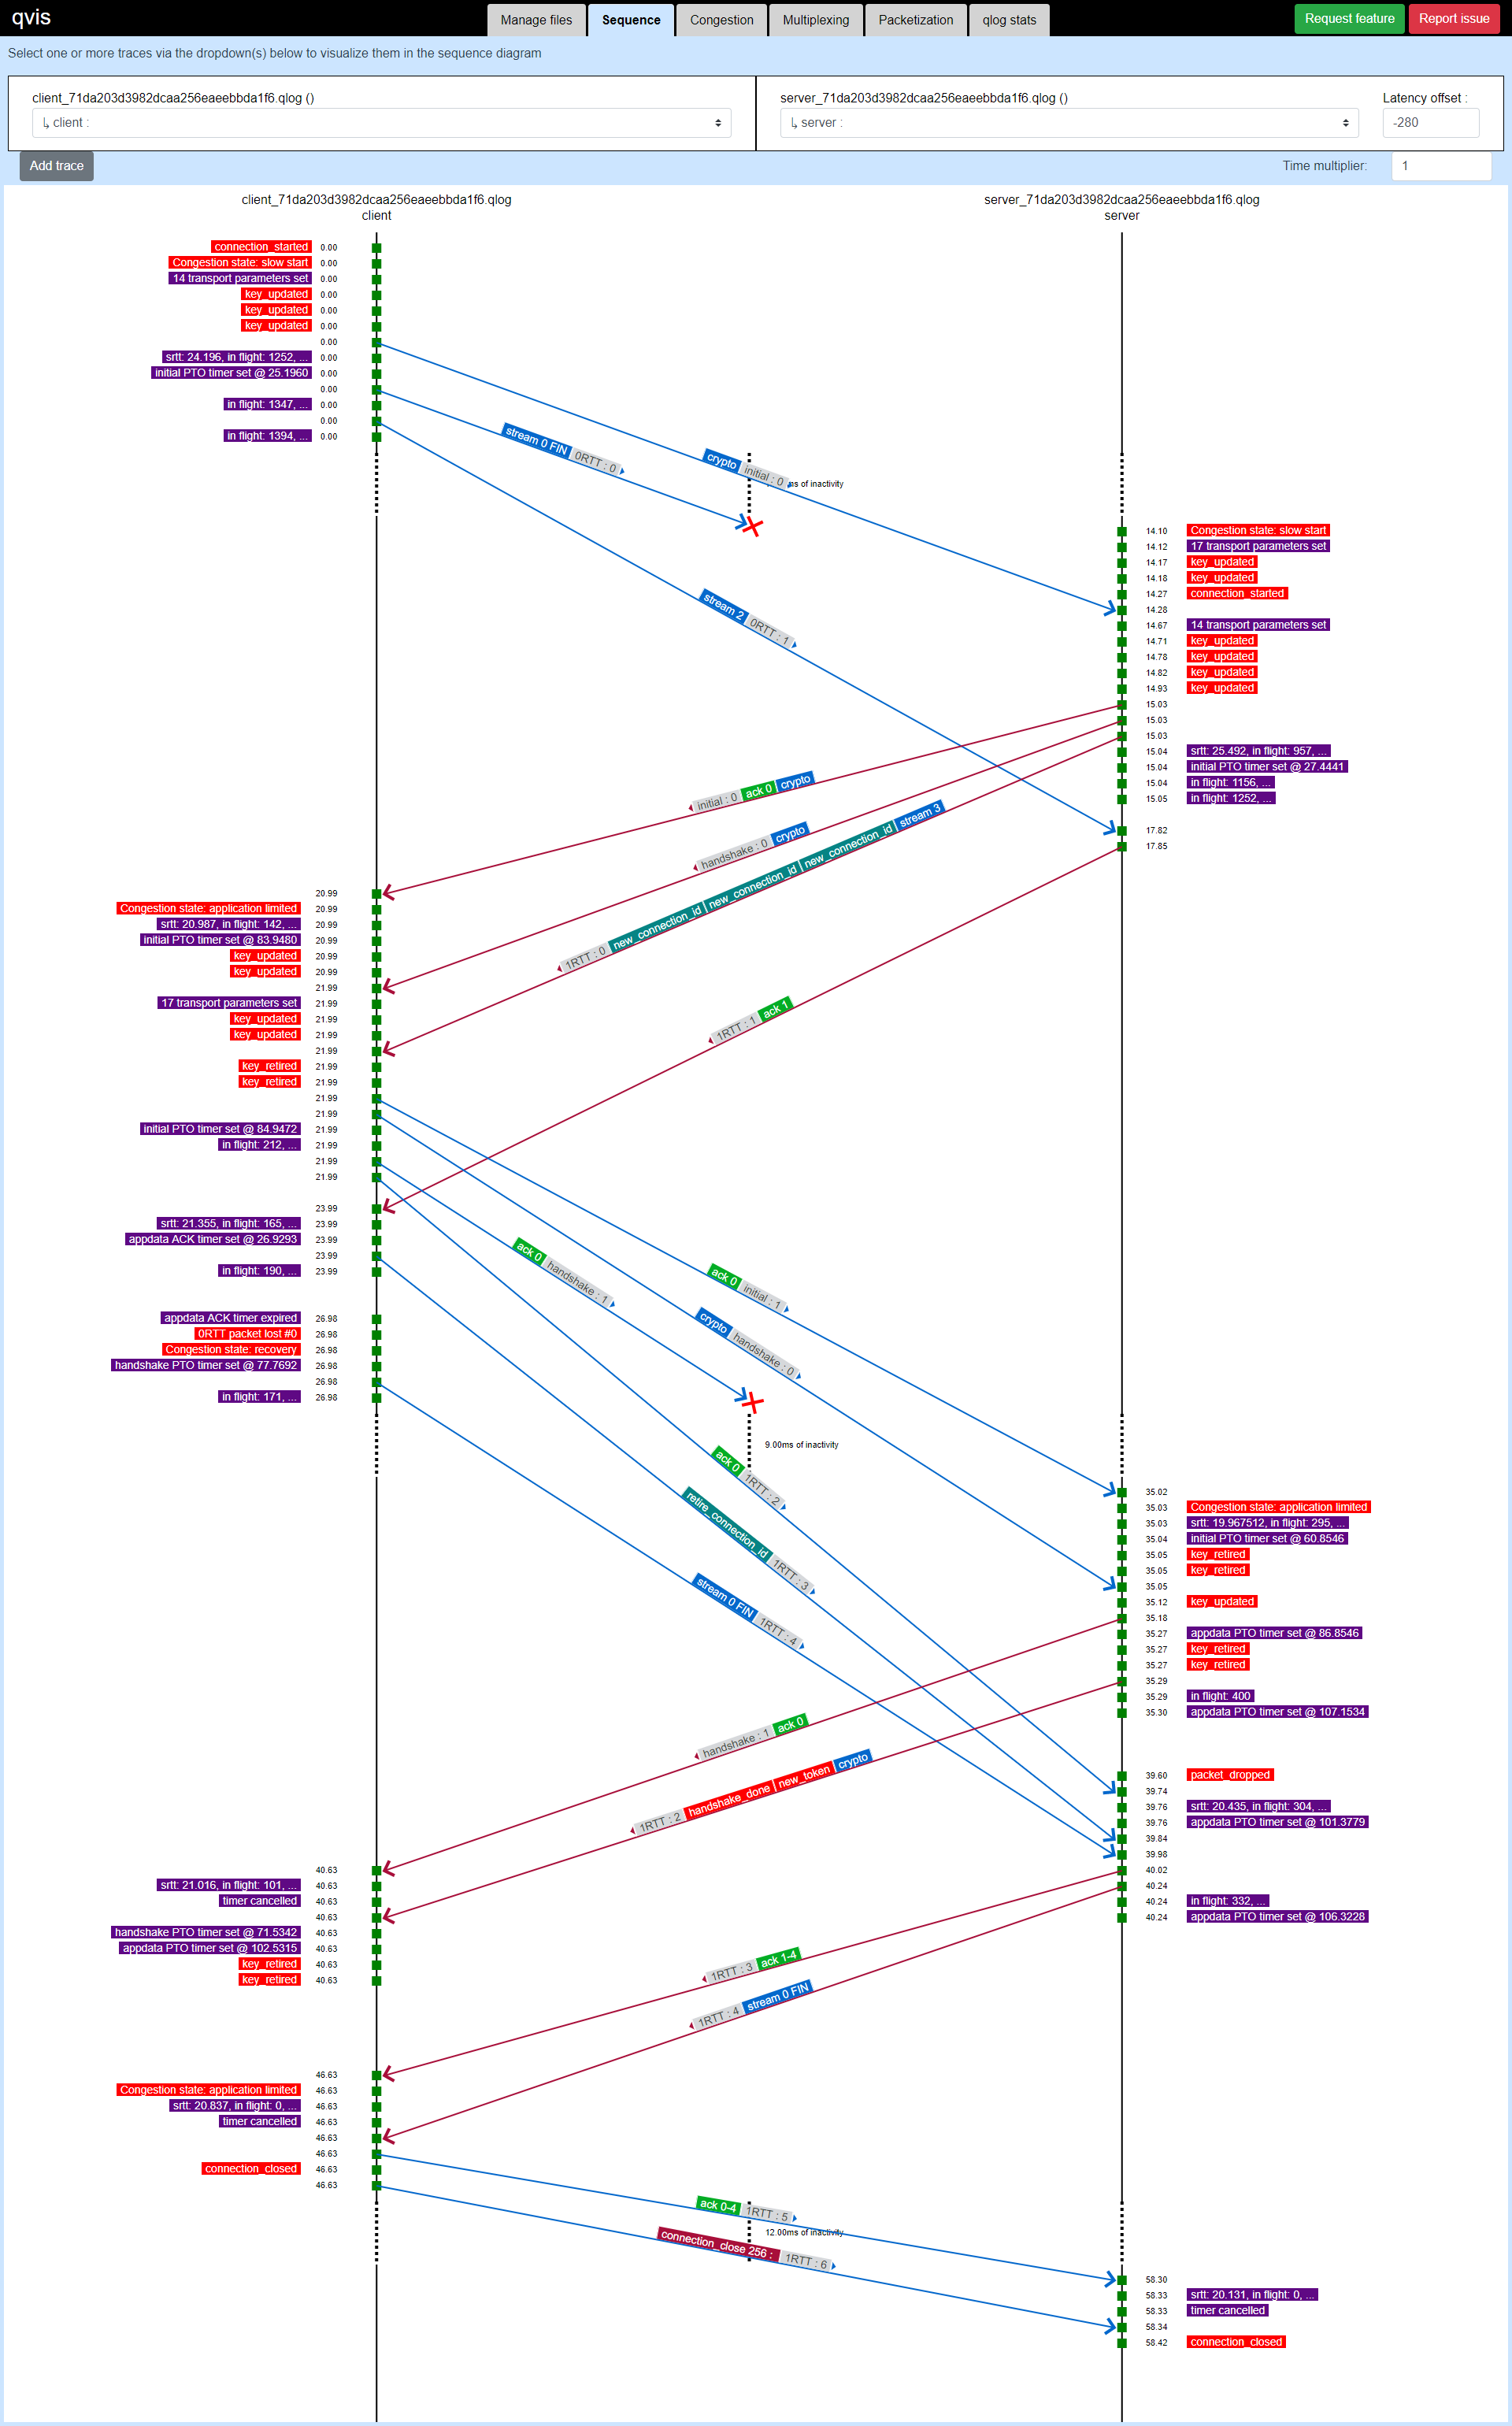 qvis
Manage files Sequence Congestion Multiplexing Packetization qlog stats Request feature Report issue
Select one or more traces via the dropdown(s) below to visualize them in the sequence diagram
client_71da203d3982dcaa256eaeebbda1f6.qlog () server_71da203d3982dcaa256eaeebbda1f6.qlog () Latency offset :
↳ client : ↳ server : -280
Add trace Time multiplier: 1
client_71da203d3982dcaa256eaeebbda1f6.qlog server_71da203d3982dcaa256eaeebbda1f6.qlog
client server
connection_started 0.00
Congestion state: slow start 0.00
14 transport parameters set 0.00
key_updated 0.00
key_updated 0.00
key_updated 0.00
0.00
srtt: 24.196, in flight: 1252, ... 0.00
initial PTO timer set @ 25.1960 0.00
0.00
in flight: 1347, ... 0.00
0.00
in flight: 1394, ... 0.00
stream 0 FIN 0RTT : 0
crypto initial : 0
ms of inactivity
14.10 Congestion state: slow start
14.12 17 transport parameters set
14.17 key_updated
14.18 key_updated
14.27 connection_started
14.28
stream 2 0RTT : 1
14.67 14 transport parameters set
14.71 key_updated
14.78 key_updated
14.82 key_updated
14.93 key_updated
15.03
15.03
15.03
15.04 srtt: 25.492, in flight: 957, ...
15.04 initial PTO timer set @ 27.4441
15.04 in flight: 1156, ...
15.05 in flight: 1252, ...
initial : 0 ack 0 crypto
17.82
17.85
handshake : 0 crypto
1RTT : 0 new_connection_id new_connection_id new_connection_id stream 3
20.99
Congestion state: application limited 20.99
srtt: 20.987, in flight: 142, ... 20.99
initial PTO timer set @ 83.9480 20.99
key_updated 20.99
key_updated 20.99
21.99
17 transport parameters set 21.99
key_updated 21.99
key_updated 21.99
1RTT : 1 ack 1
21.99
key_retired 21.99
key_retired 21.99
21.99
21.99
initial PTO timer set @ 84.9472 21.99
in flight: 212, ... 21.99
21.99
21.99
23.99
srtt: 21.355, in flight: 165, ... 23.99
appdata ACK timer set @ 26.9293 23.99
23.99
in flight: 190, ... 23.99
ack 0 handshake : 1
ack 0 initial : 1
appdata ACK timer expired 26.98
0RTT packet lost #0 26.98
Congestion state: recovery 26.98
handshake PTO timer set @ 77.7692 26.98
26.98
in flight: 171, ... 26.98
crypto handshake : 0
9.00ms of inactivity
ack 0 1RTT : 2
35.02
35.03 Congestion state: application limited
35.03 srtt: 19.967512, in flight: 295, ...
35.04 initial PTO timer set @ 60.8546
35.05 key_retired
35.05 key_retired
35.05
retire_connection_id 1RTT : 3
35.12 key_updated
35.18
stream 0 FIN 1RTT : 4
35.27 appdata PTO timer set @ 86.8546
35.27 key_retired
35.27 key_retired
35.29
35.29 in flight: 400
35.30 appdata PTO timer set @ 107.1534
handshake : 1 ack 0
1RTT : 2 handshake_done new_token crypto
39.60 packet_dropped
39.74
39.76 srtt: 20.435, in flight: 304, ...
39.76 appdata PTO timer set @ 101.3779
39.84
39.98
40.63 40.02
srtt: 21.016, in flight: 101, ... 40.63 40.24
timer cancelled 40.63 40.24 in flight: 332, ...
40.63 40.24 appdata PTO timer set @ 106.3228
handshake PTO timer set @ 71.5342 40.63
appdata PTO timer set @ 102.5315 40.63
key_retired 40.63
key_retired 40.63
1RTT : 3 ack 1-4
1RTT : 4 stream 0 FIN
46.63
Congestion state: application limited 46.63
srtt: 20.837, in flight: 0, ... 46.63
timer cancelled 46.63
46.63
46.63
connection_closed 46.63
46.63
ack 0-4 1RTT : 5
12.00ms of inactivity
connection_close 256 : 1RTT : 6
58.30
58.33 srtt: 20.131, in flight: 0, ...
58.33 timer cancelled
58.34
58.42 connection_closed